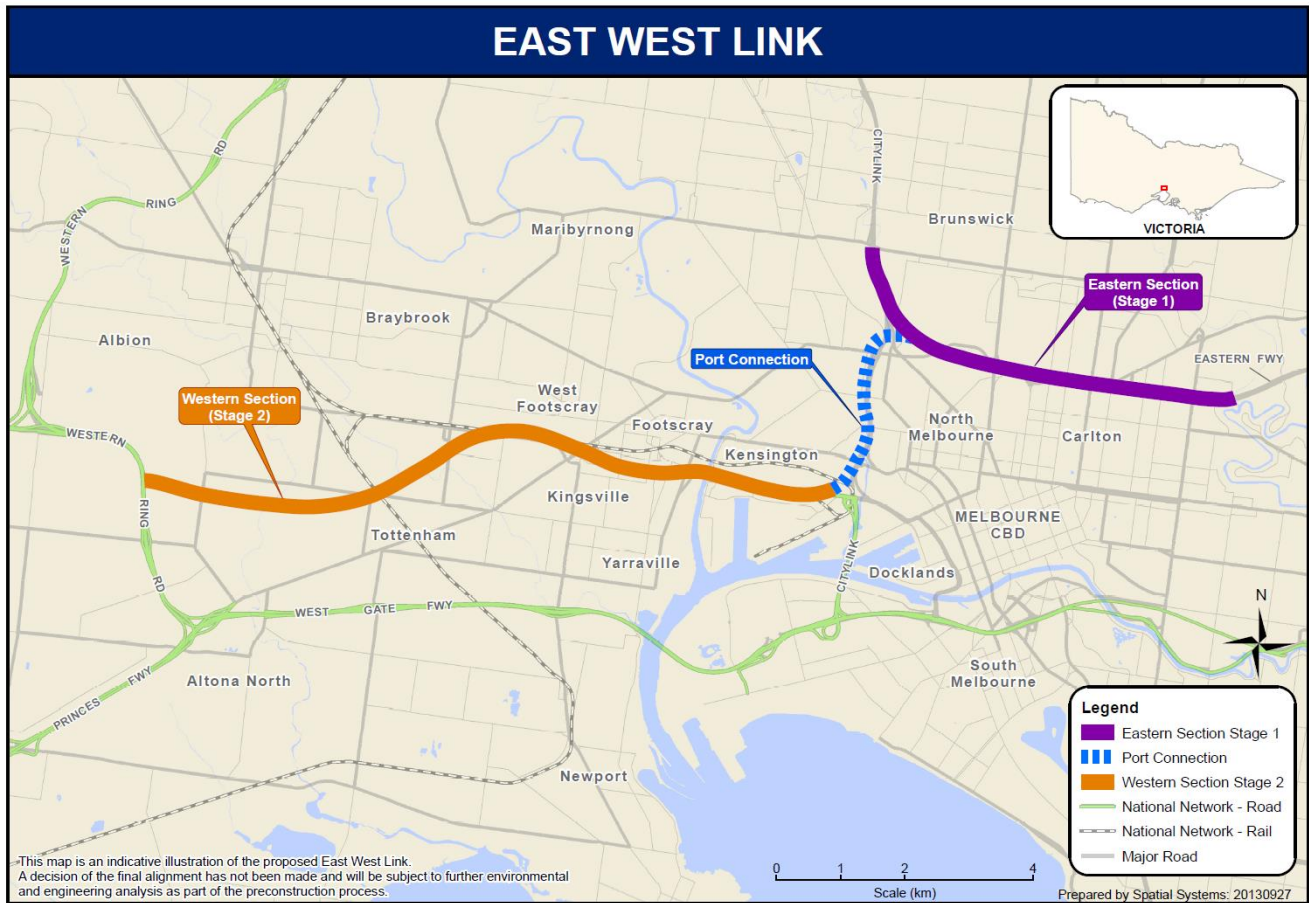 EAST WEST LINK
VICTORIA
CITYLINK
Brunswick
RD
RING
WESTERN
Maribyrnong
Eastern Section
(Stage 1)
Albion
Braybrook
Port Connection
EASTERN FWY
Western Section
(Stage 2)
West
Footscray
Footscray
North
Melbourne
Carlton
WESTERN
Kensington
RING
Kingsville
MELBOURNE
CBD
Tottenham
Yarraville
CITYLINK
Docklands
RD
WEST GATE FWY
N
PRINCES FWY
Altona North
South
Melbourne
Newport
Legend
Eastern Section Stage 1
Port Connection
Western Section Stage 2
National Network - Road
National Network - Rail
Major Road
This map is an indicative illustration of the proposed East West Link.
A decision of the final alignment has not been made and will be subject to further environmental
and engineering analysis as part of the preconstruction process.
0 1 2 4
Scale (km)
Prepared by Spatial Systems: 20130927